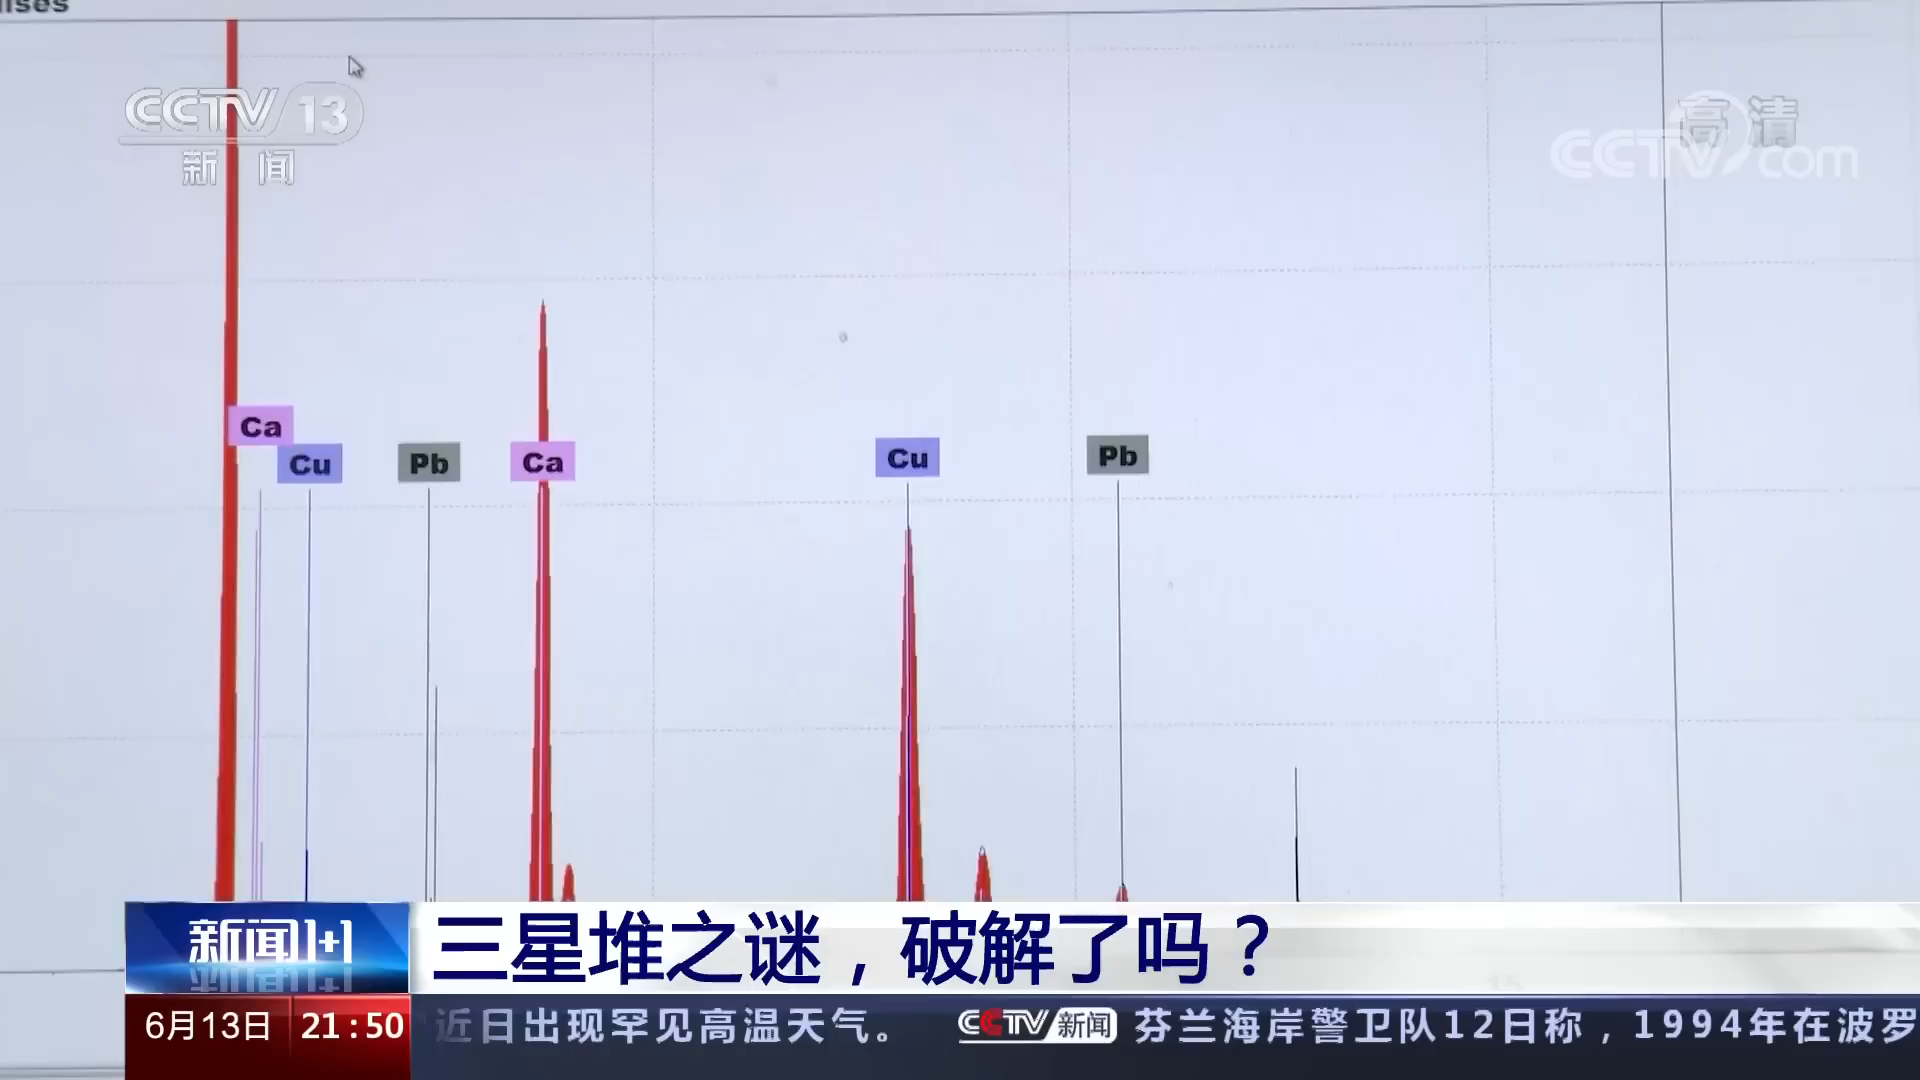 CCTV 13
新闻
高清
CCTV.com
Ca
Cu
Pb
Ca
Cu
Pb
新闻1+1
三星堆之谜，破解了吗？
6月13日 21:50
近日出现罕见高温天气。 CCTV新闻 芬兰海岸警卫队12日称，1994年在波罗